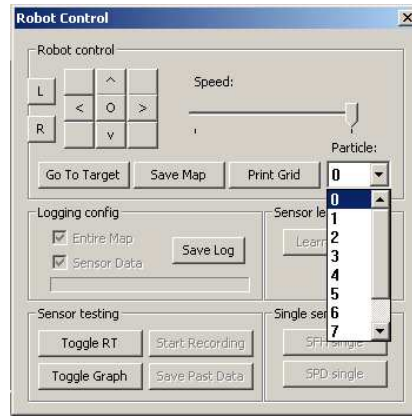 Robot Control
Robot control
L
^
< O >
R
v
Speed:
Particle:
Go To Target Save Map Print Grid 0
0
1
2
3
4
5
6
7
Logging config
Entire Map
Sensor Data
Save Log
Sensor
Learn
Sensor testing
Toggle RT Start Recording
Toggle Graph Save Past Data
Single
single
SPD single